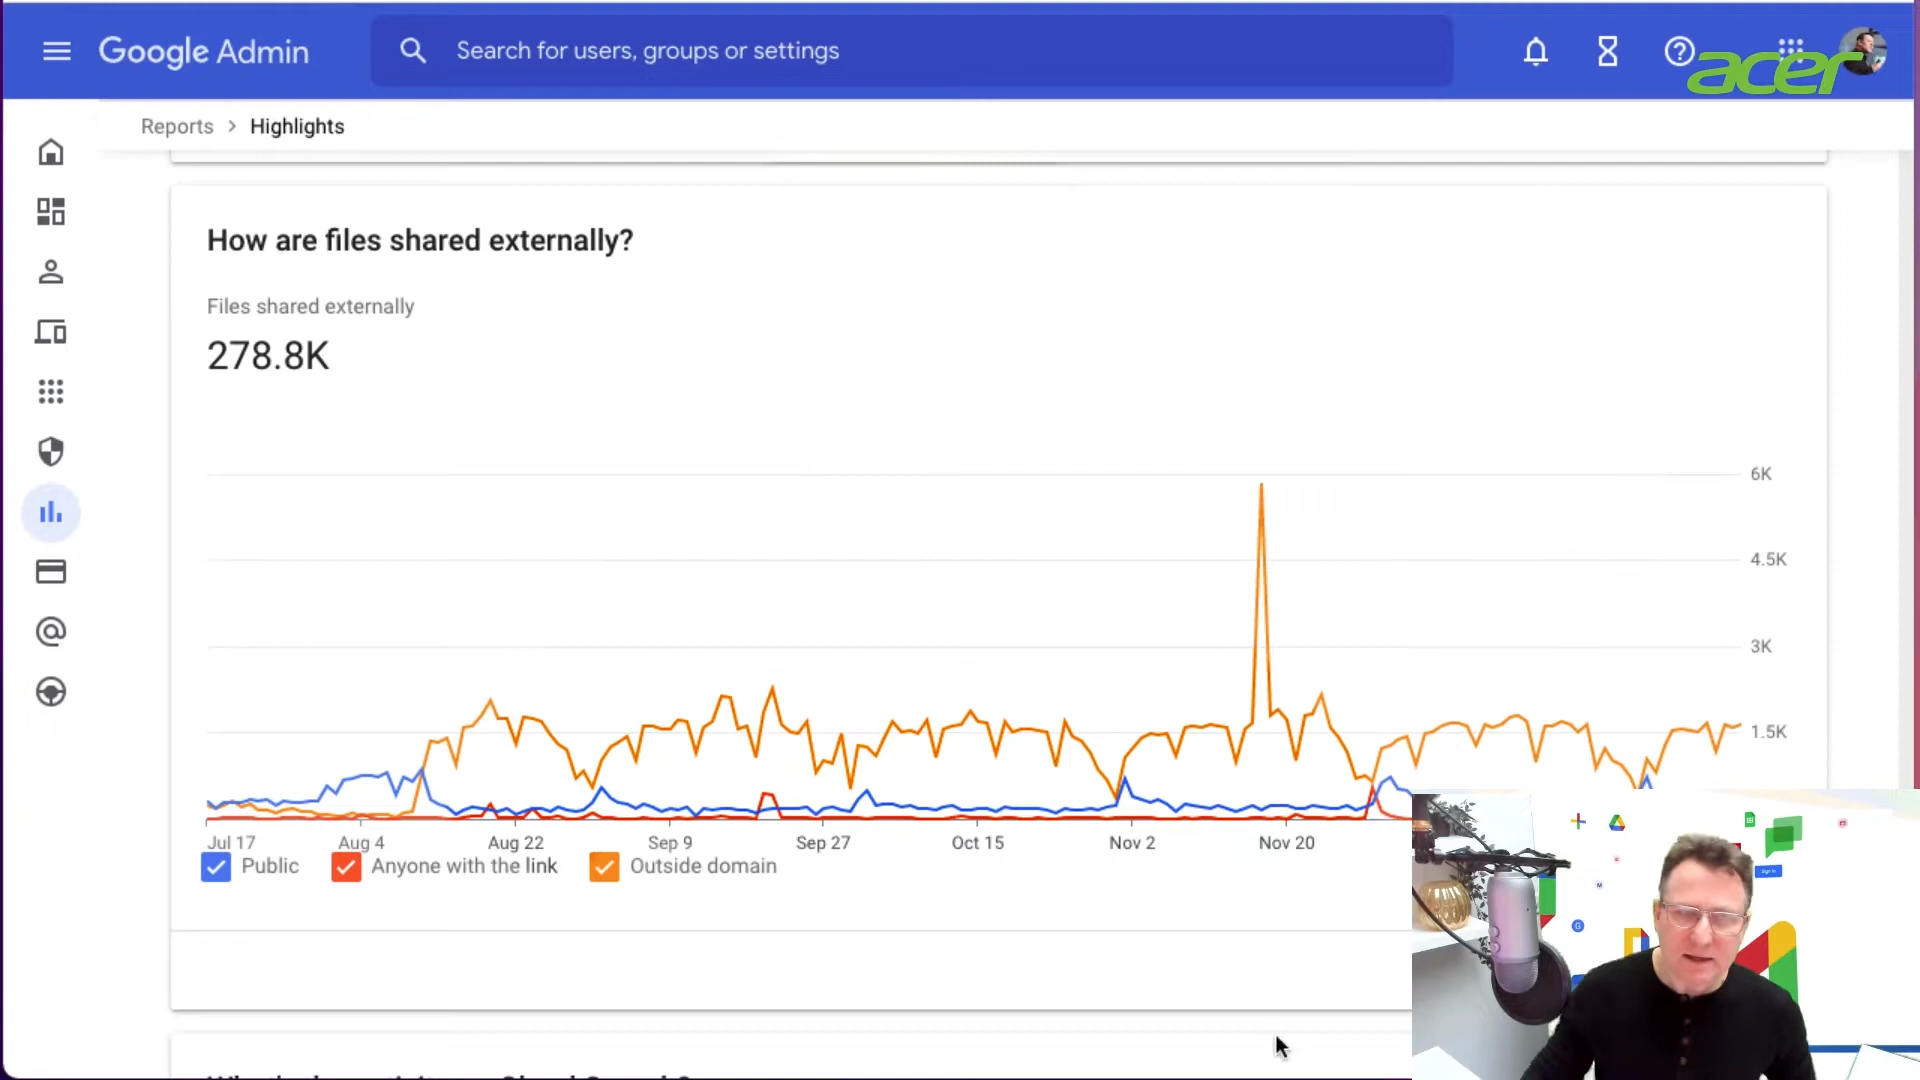 Google Admin
Search for users, groups or settings
acer
Reports > Highlights
How are files shared externally?
Files shared externally
278.8K
6K
4.5K
3K
1.5K
Jul 17
Aug 4
Aug 22
Sep 9
Sep 27
Oct 15
Nov 2
Nov 20
Public
Anyone with the link
Outside domain
Sign in